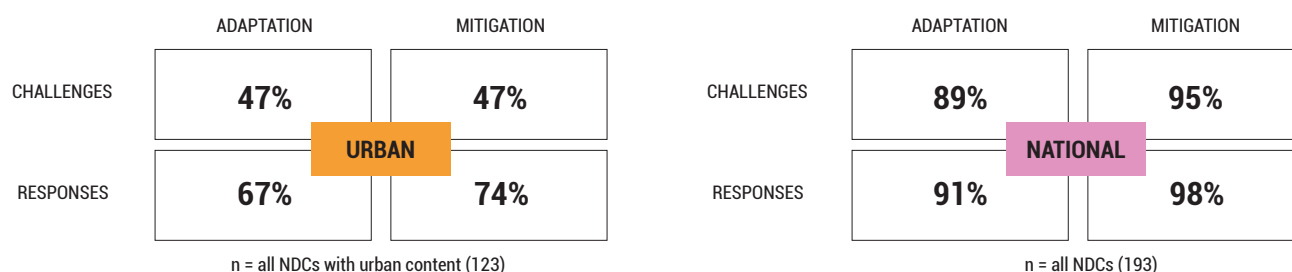 ADAPTATION MITIGATION
CHALLENGES 47% 47%
URBAN
RESPONSES 67% 74%
n = all NDCs with urban content (123)
ADAPTATION MITIGATION
CHALLENGES 89% 95%
NATIONAL
RESPONSES 91% 98%
n = all NDCs (193)